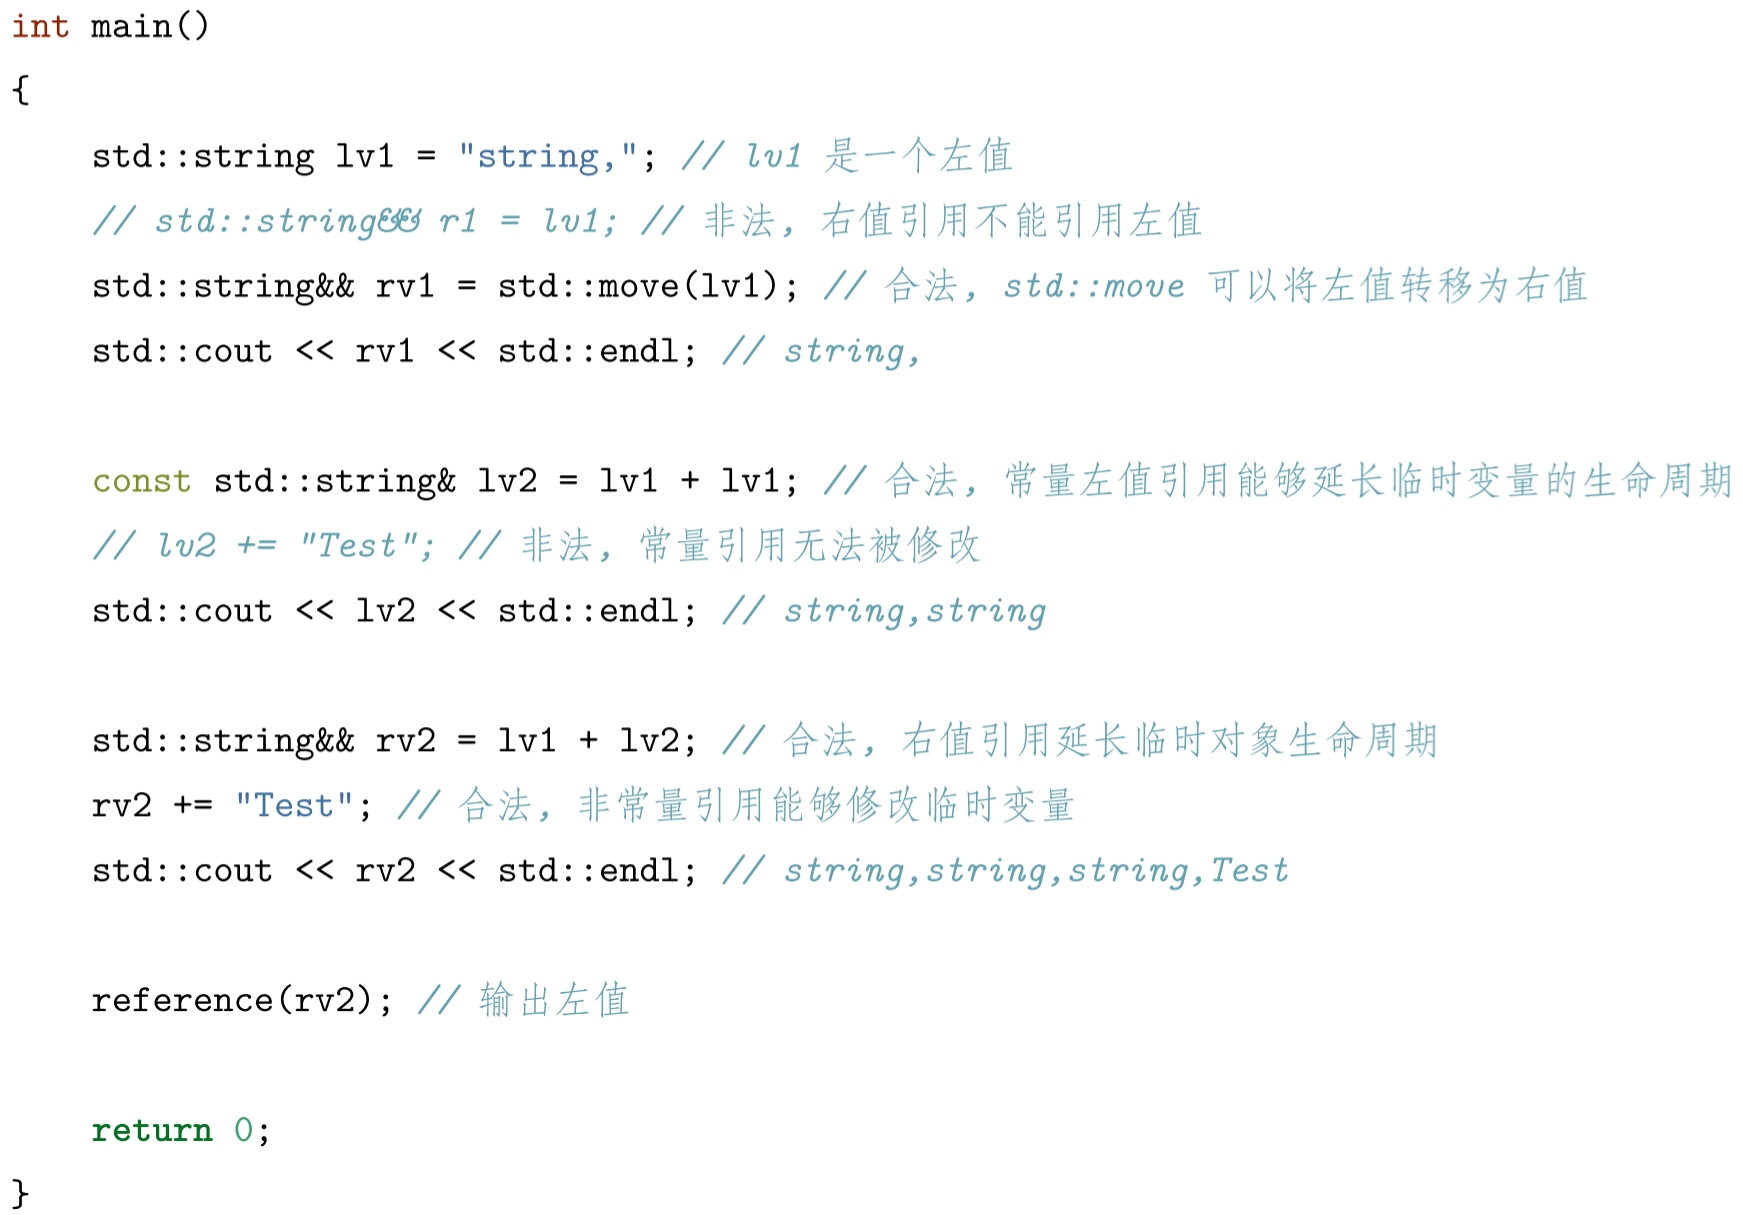 int main()
{
    std::string lv1 = "string,"; // lv1 是一个左值
    // std::string&& r1 = lv1; // 非法, 右值引用不能引用左值
    std::string&& rv1 = std::move(lv1); // 合法, std::move 可以将左值转移为右值
    std::cout << rv1 << std::endl; // string,
    const std::string& lv2 = lv1 + lv1; // 合法, 常量左值引用能够延长临时变量的生命周期
    // lv2 += "Test"; // 非法, 常量引用无法被修改
    std::cout << lv2 << std::endl; // string,string
    std::string&& rv2 = lv1 + lv2; // 合法, 右值引用延长临时对象生命周期
    rv2 += "Test"; // 合法, 非常量引用能够修改临时变量
    std::cout << rv2 << std::endl; // string,string,string,Test
    reference(rv2); // 输出左值
    return 0;
}